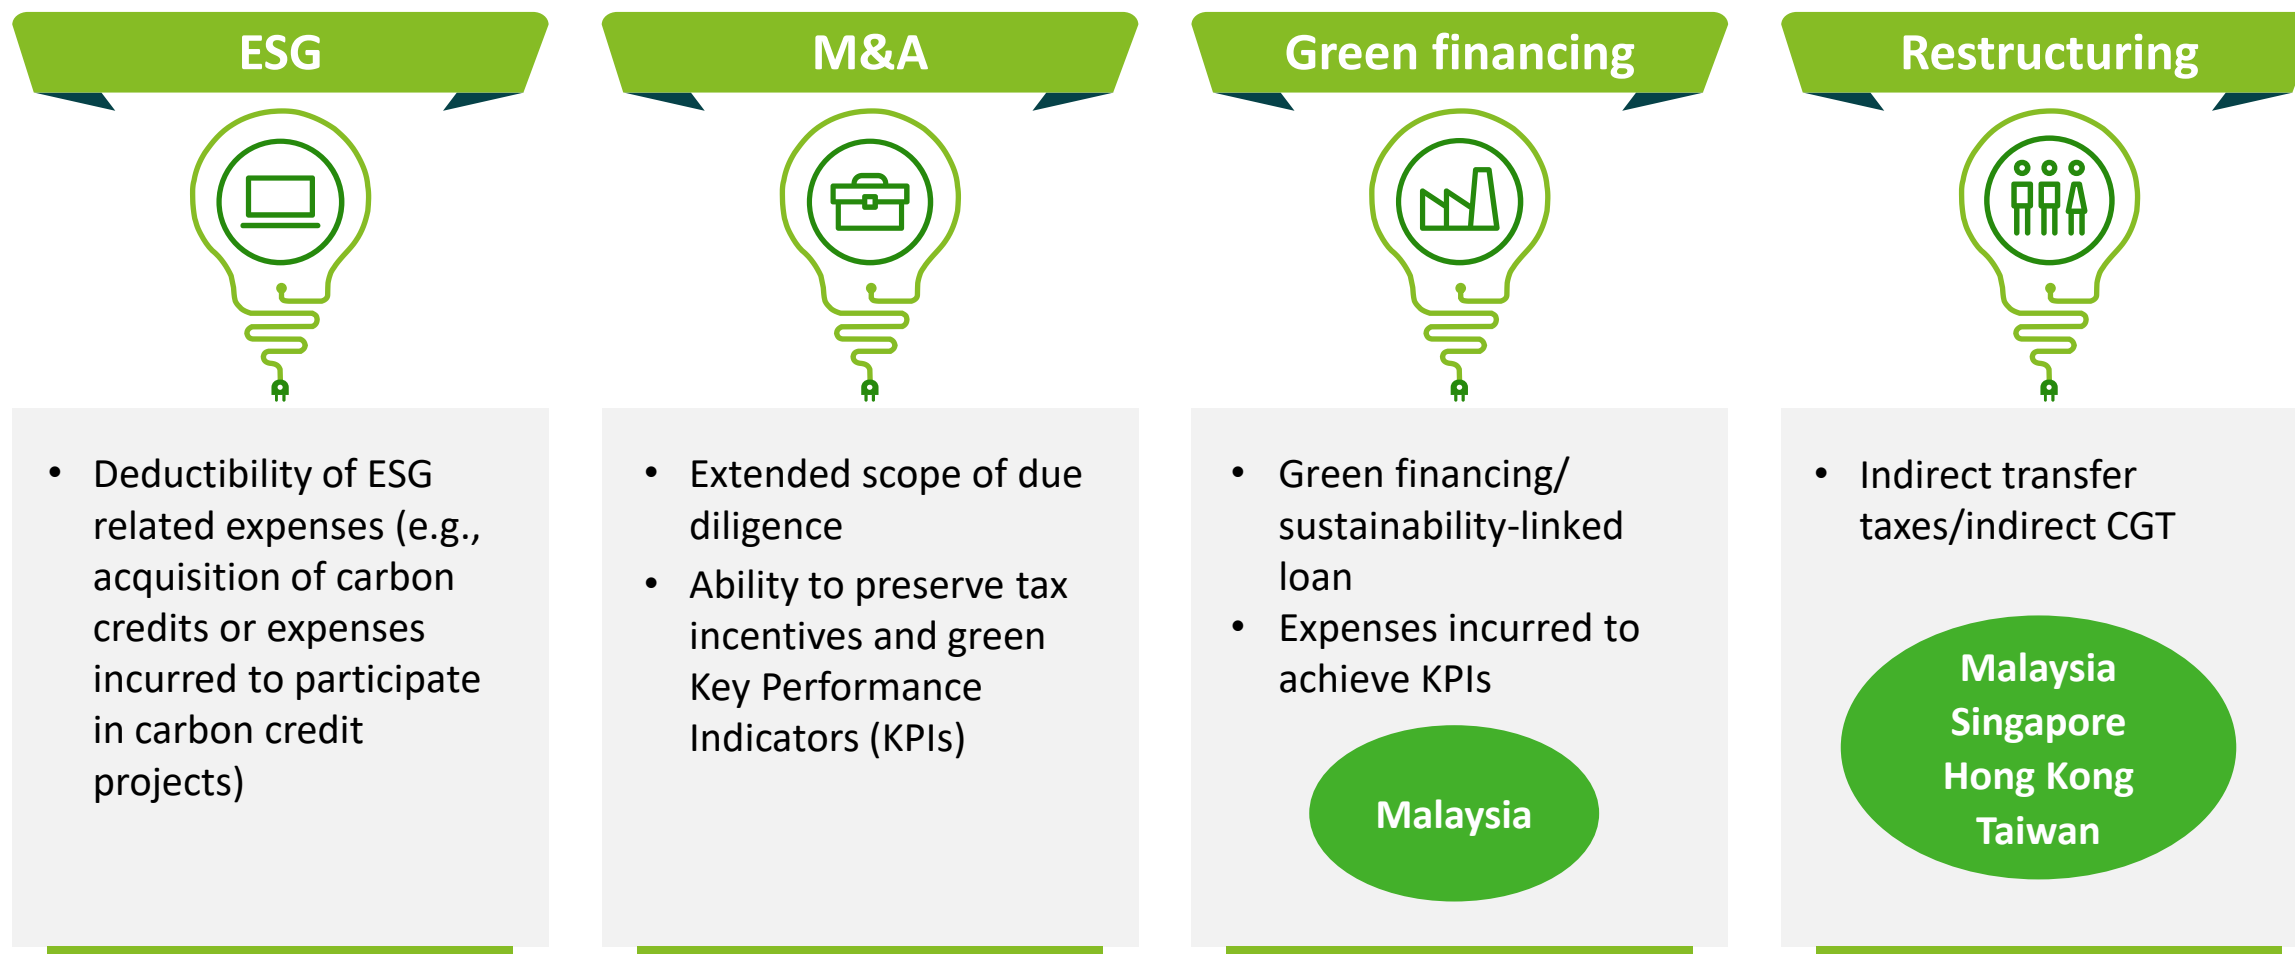 ESG
• Deductibility of ESG
related expenses (e.g.,
acquisition of carbon
credits or expenses
incurred to participate
in carbon credit
projects)
M&A
• Extended scope of due
diligence
• Ability to preserve tax
incentives and green
Key Performance
Indicators (KPIs)
Green financing
• Green financing/
sustainability-linked
loan
• Expenses incurred to
achieve KPIs
Malaysia
Restructuring
• Indirect transfer
taxes/indirect CGT
Malaysia
Singapore
Hong Kong
Taiwan